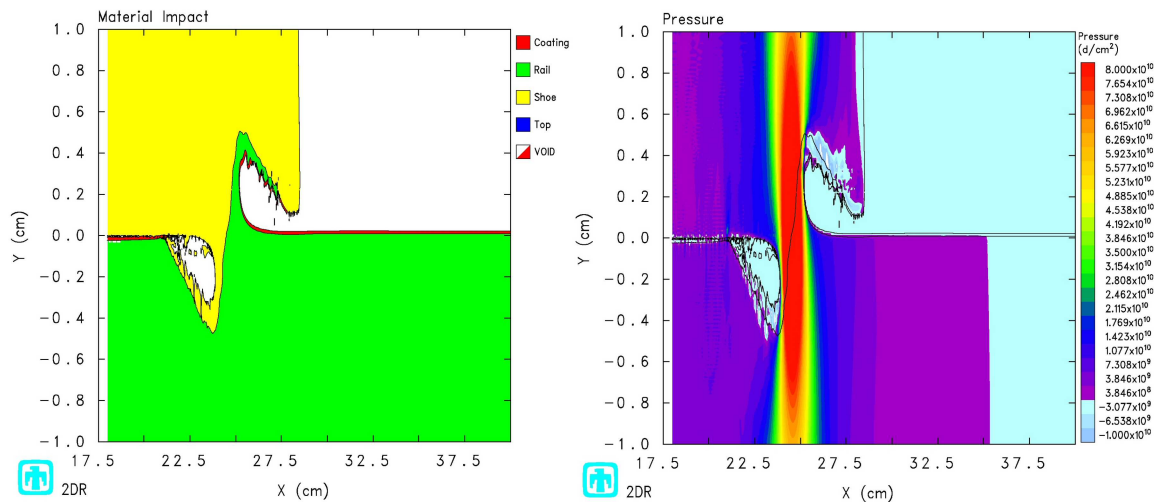 Material Impact
1.0
0.8
0.6
0.4
0.2
0.0
-0.2
-0.4
-0.6
-0.8
-1.0
Y (cm)
17.5 22.5 27.5 32.5
X (cm)
2DR
Coating
Rail
Shoe
Top
VOID
Pressure
1.0
0.8
0.6
0.4
0.2
0.0
-0.2
-0.4
-0.6
-0.8
-1.0
Y (cm)
17.5 22.5 27.5 32.5 37.5
X (cm)
2DR
Pressure
(d/cm²)
8.000x10¹⁰
7.654x10¹⁰
7.308x10¹⁰
6.962x10¹⁰
6.615x10¹⁰
6.269x10¹⁰
5.923x10¹⁰
5.577x10¹⁰
5.231x10¹⁰
4.885x10¹⁰
4.538x10¹⁰
4.192x10¹⁰
3.846x10¹⁰
3.500x10¹⁰
3.154x10¹⁰
2.808x10¹⁰
2.462x10¹⁰
2.115x10¹⁰
1.769x10¹⁰
1.423x10¹⁰
1.077x10¹⁰
7.308x10⁹
3.846x10⁹
3.846x10⁸
-3.077x10⁹
-6.538x10⁹
-1.000x10¹⁰